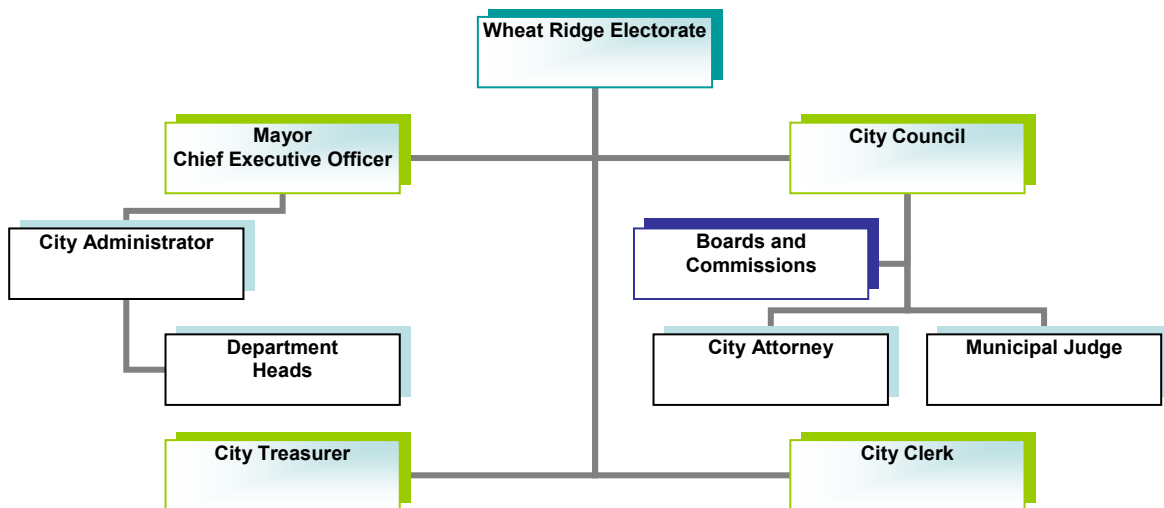 Wheat Ridge Electorate
Mayor
Chief Executive Officer
City Council
City Administrator
Boards and
Commissions
Department
Heads
City Attorney
Municipal Judge
City Treasurer
City Clerk